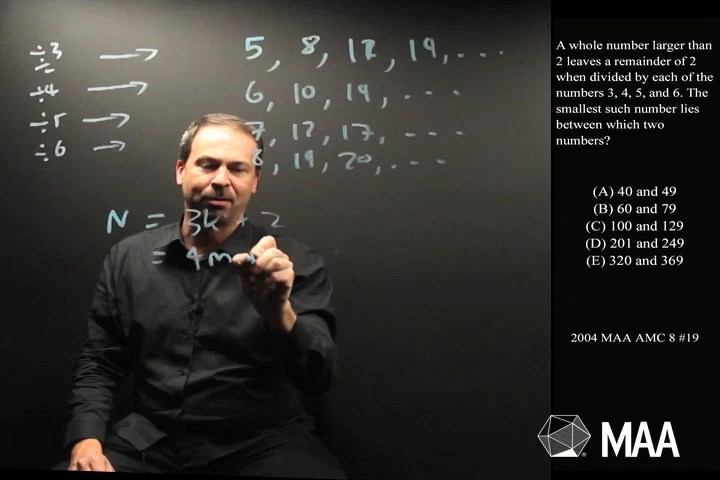 ÷3 → 5, 8, 11, 14, ...
÷4 → 6, 10, 14, ...
÷5 → 7, 12, 17, ...
÷6 → 8, 14, 20, ...
N = 3k + 2
= 4m
A whole number larger than
2 leaves a remainder of 2
when divided by each of the
numbers 3, 4, 5, and 6. The
smallest such number lies
between which two
numbers?
(A) 40 and 49
(B) 60 and 79
(C) 100 and 129
(D) 201 and 249
(E) 320 and 369
2004 MAA AMC 8 #19
MAA